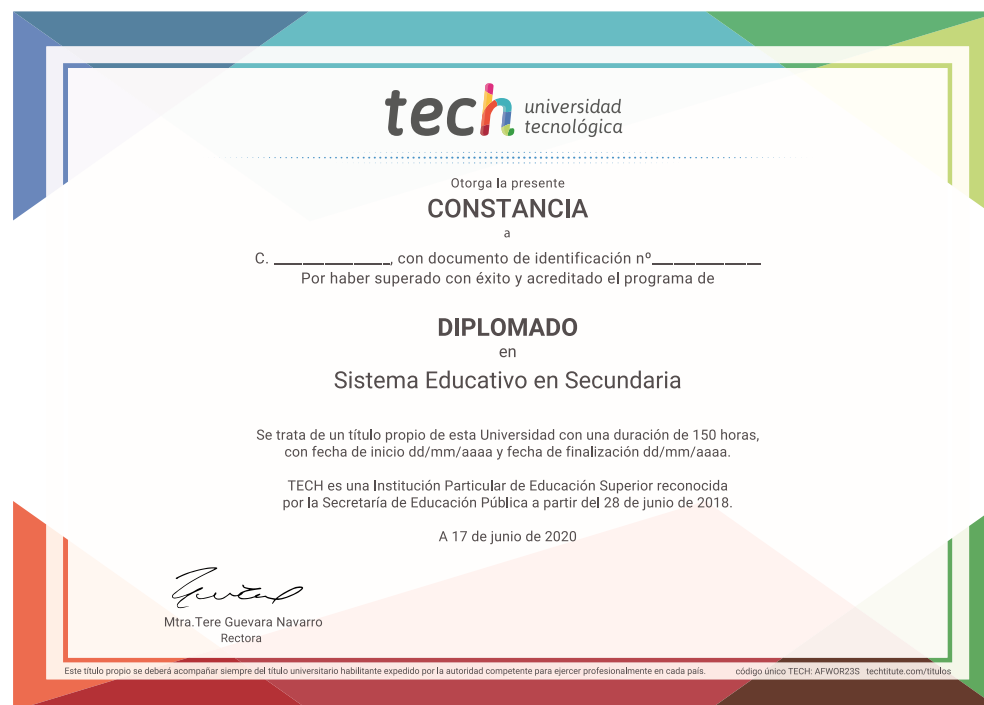 tech universidad
tecnológica
Otorga la presente
CONSTANCIA
a
C. ______________, con documento de identificación nº_____________
Por haber superado con éxito y acreditado el programa de
DIPLOMADO
en
Sistema Educativo en Secundaria
Se trata de un título propio de esta Universidad con una duración de 150 horas,
con fecha de inicio dd/mm/aaaa y fecha de finalización dd/mm/aaaa.
TECH es una Institución Particular de Educación Superior reconocida
por la Secretaría de Educación Pública a partir del 28 de junio de 2018.
A 17 de junio de 2020
Mtra.Tere Guevara Navarro
Rectora
Este título propio se deberá acompañar siempre del título universitario habilitante expedido por la autoridad competente para ejercer profesionalmente en cada país. código único TECH: AFWOR23S techtitute.com/titulos